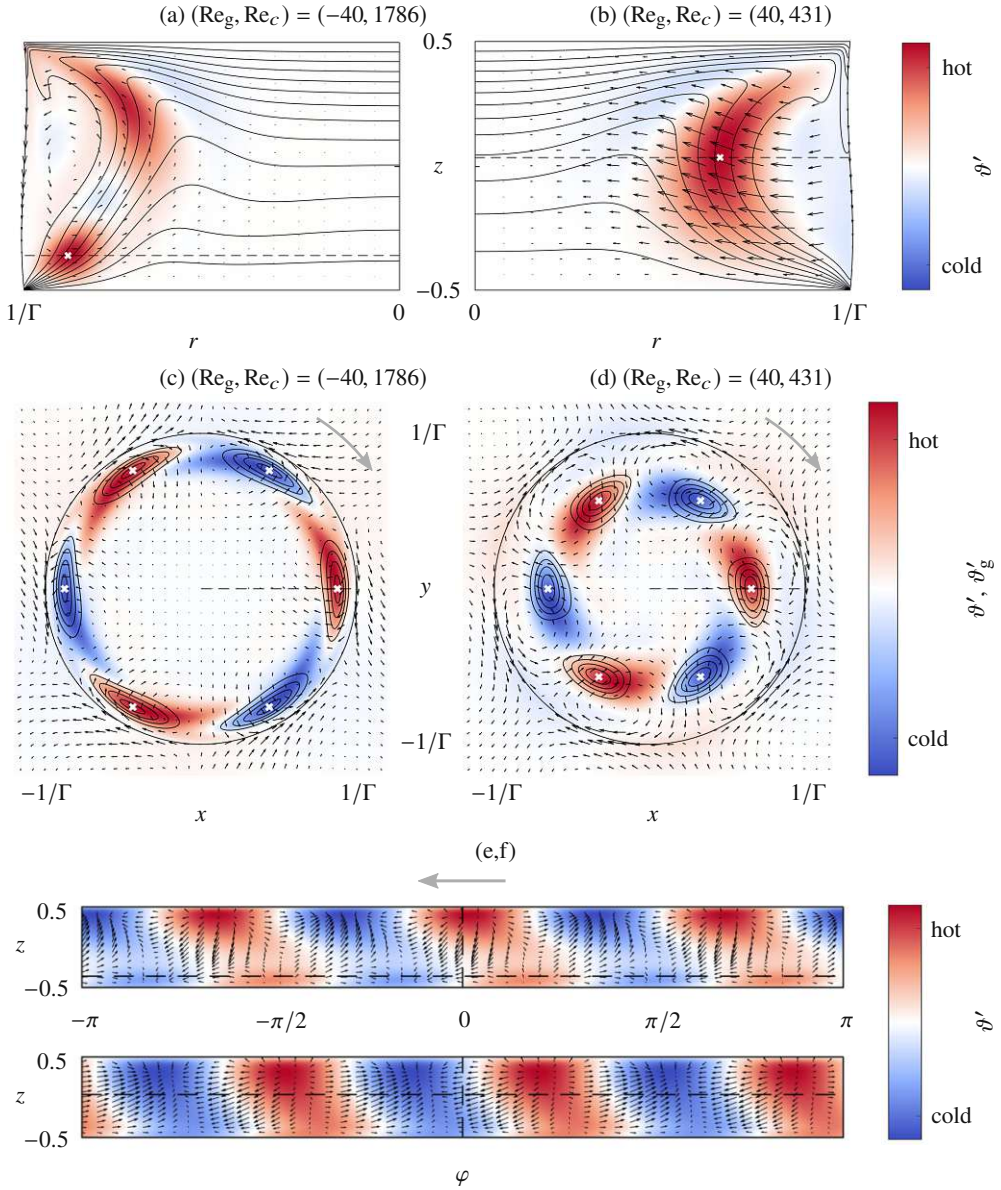 (a) (Re_g, Re_c) = (−40, 1786)
(b) (Re_g, Re_c) = (40, 431)
0.5
z
−0.5
1/Γ
0
0
1/Γ
r
r
hot
ϑ′
cold
(c) (Re_g, Re_c) = (−40, 1786)
(d) (Re_g, Re_c) = (40, 431)
1/Γ
y
−1/Γ
−1/Γ
1/Γ
−1/Γ
1/Γ
x
x
hot
ϑ′, ϑ′_g
cold
(e,f)
0.5
z
−0.5
−π
−π/2
0
π/2
π
0.5
z
−0.5
φ
hot
ϑ′
cold